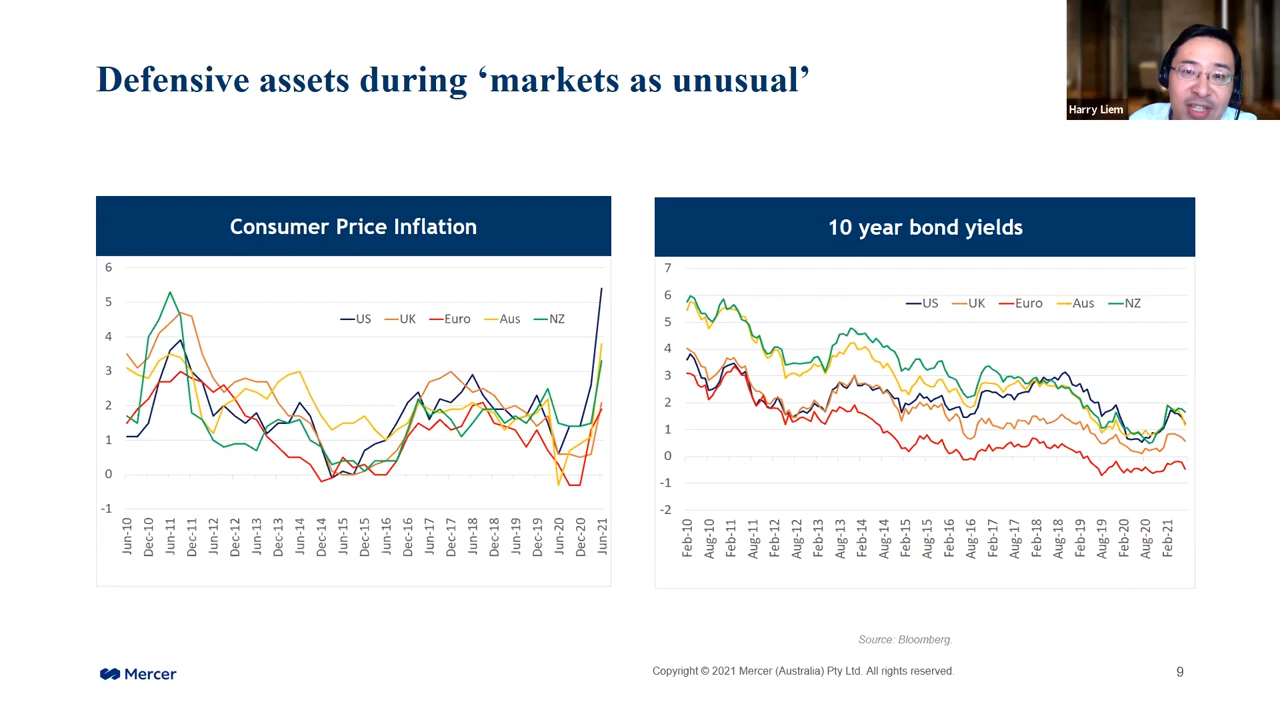 Defensive assets during ‘markets as unusual’
Harry Liem
Consumer Price Inflation
6
5
4
3
2
1
0
-1
US UK Euro Aus NZ
Jun-10 Dec-10 Jun-11 Dec-11 Jun-12 Dec-12 Jun-13 Dec-13 Jun-14 Dec-14 Jun-15 Dec-15 Jun-16 Dec-16 Jun-17 Dec-17 Jun-18 Dec-18 Jun-19 Dec-19 Jun-20 Dec-20 Jun-21
10 year bond yields
7
6
5
4
3
2
1
0
-1
-2
US UK Euro Aus NZ
Feb-10 Aug-10 Feb-11 Aug-11 Feb-12 Aug-12 Feb-13 Aug-13 Feb-14 Aug-14 Feb-15 Aug-15 Feb-16 Aug-16 Feb-17 Aug-17 Feb-18 Aug-18 Feb-19 Aug-19 Feb-20 Aug-20 Feb-21
Source: Bloomberg.
Mercer
Copyright © 2021 Mercer (Australia) Pty Ltd. All rights reserved.
9